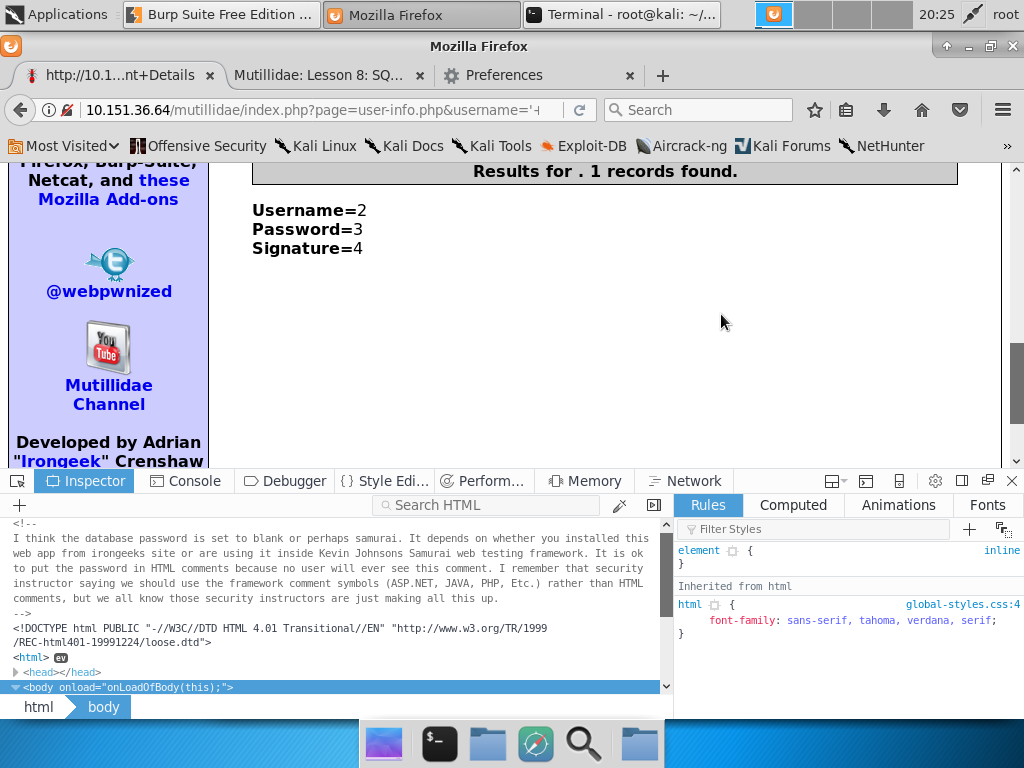 Applications
Burp Suite Free Edition ...
Mozilla Firefox
Terminal - root@kali: ~/...
20:25
root
Mozilla Firefox
http://10.1...nt+Details
Mutillidae: Lesson 8: SQ...
Preferences
10.151.36.64/mutillidae/index.php?page=user-info.php&username='+
Search
Most Visited
Offensive Security
Kali Linux
Kali Docs
Kali Tools
Exploit-DB
Aircrack-ng
Kali Forums
NetHunter
»
Firefox, Burp-Suite,
Netcat, and these
Mozilla Add-ons
@webpwnized
You
Tube
Mutillidae
Channel
Developed by Adrian
"Irongeek" Crenshaw
Results for . 1 records found.
Username=2
Password=3
Signature=4
Inspector
Console
Debugger
Style Edi...
Perform...
Memory
Network
Search HTML
<!--
I think the database password is set to blank or perhaps samurai. It depends on whether you installed this
web app from irongeeks site or are using it inside Kevin Johnsons Samurai web testing framework. It is ok
to put the password in HTML comments because no user will ever see this comment. I remember that security
instructor saying we should use the framework comment symbols (ASP.NET, JAVA, PHP, Etc.) rather than HTML
comments, but we all know those security instructors are just making all this up.
-->
<!DOCTYPE html PUBLIC "-//W3C//DTD HTML 4.01 Transitional//EN" "http://www.w3.org/TR/1999
/REC-html401-19991224/loose.dtd">
<html> ev
<head></head>
<body onload="onLoadOfBody(this);">
html
body
Rules
Computed
Animations
Fonts
Filter Styles
element {
inline
}
Inherited from html
html {
global-styles.css:4
font-family: sans-serif, tahoma, verdana, serif;
}
$_